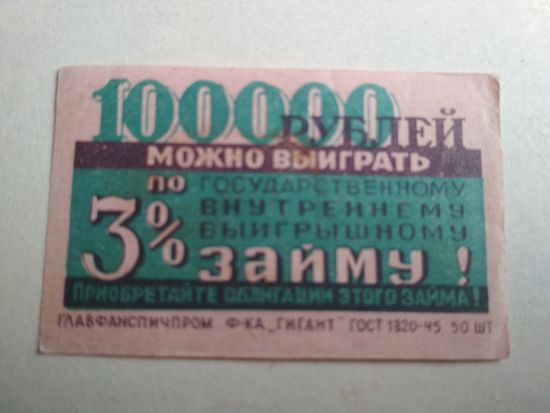 100000
РУБЛЕЙ
МОЖНО ВЫИГРАТЬ
ПО ГОСУДАРСТВЕННОМУ
3% ВНУТРЕННЕМУ
ВЫИГРЫШНОМУ
ЗАЙМУ !
ПРИОБРЕТАЙТЕ ОБЛИГАЦИИ ЭТОГО ЗАЙМА!
ГЛАВФАНСПИЧПРОМ Ф-КА „ГИГАНТ" ГОСТ 1820-45 50 ШТ